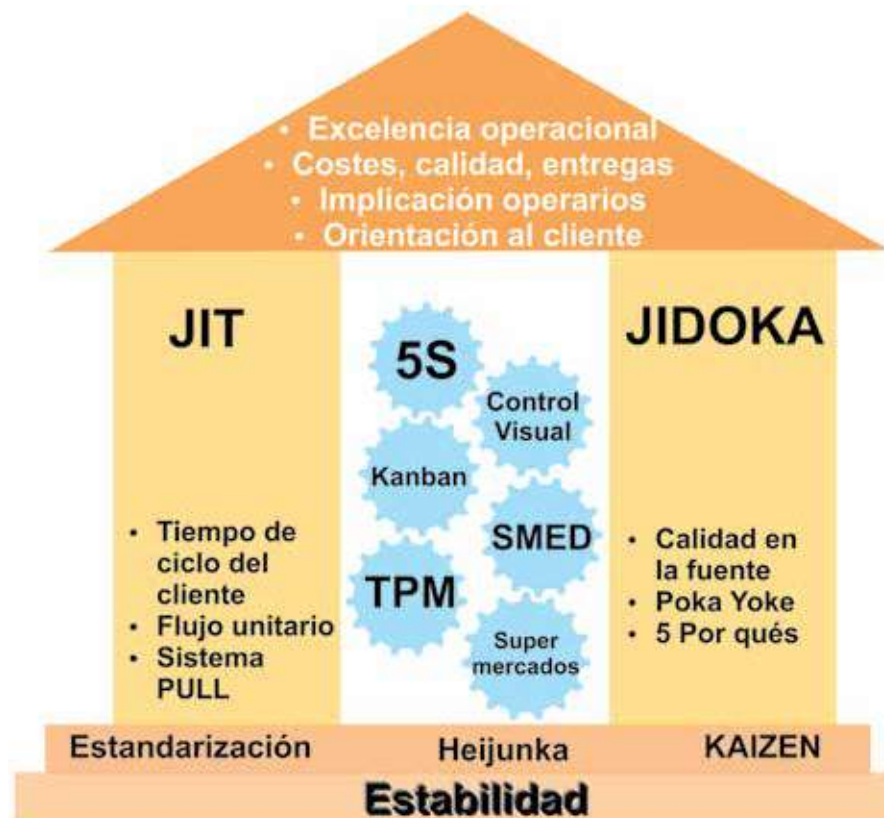 • Excelencia operacional
• Costes, calidad, entregas
• Implicación operarios
• Orientación al cliente
JIT
• Tiempo de
ciclo del
cliente
• Flujo unitario
• Sistema
PULL
5S
Control
Visual
Kanban
SMED
TPM
Super
mercados
JIDOKA
• Calidad en
la fuente
• Poka Yoke
• 5 Por qués
Estandarización
Heijunka
KAIZEN
Estabilidad